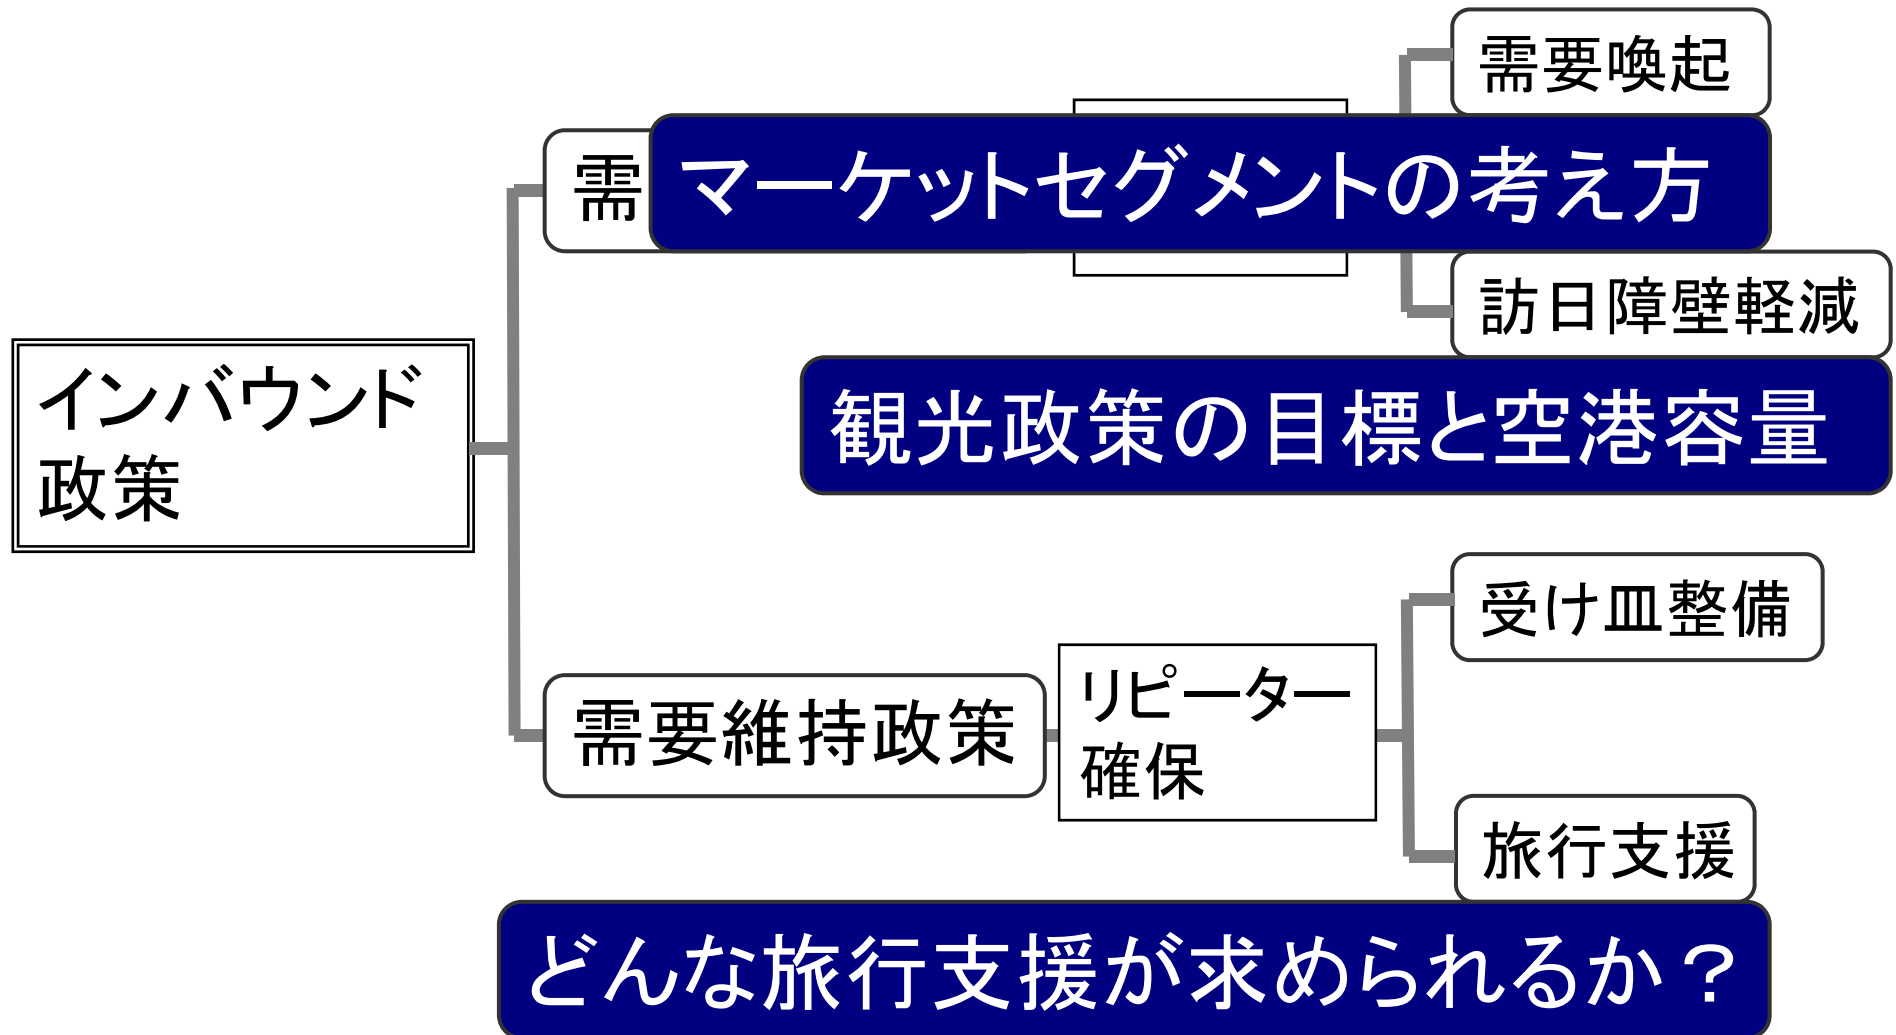 需要喚起
需
マーケットセグメントの考え方
訪日障壁軽減
インバウンド
政策
観光政策の目標と空港容量
受け皿整備
需要維持政策
リピーター
確保
旅行支援
どんな旅行支援が求められるか？